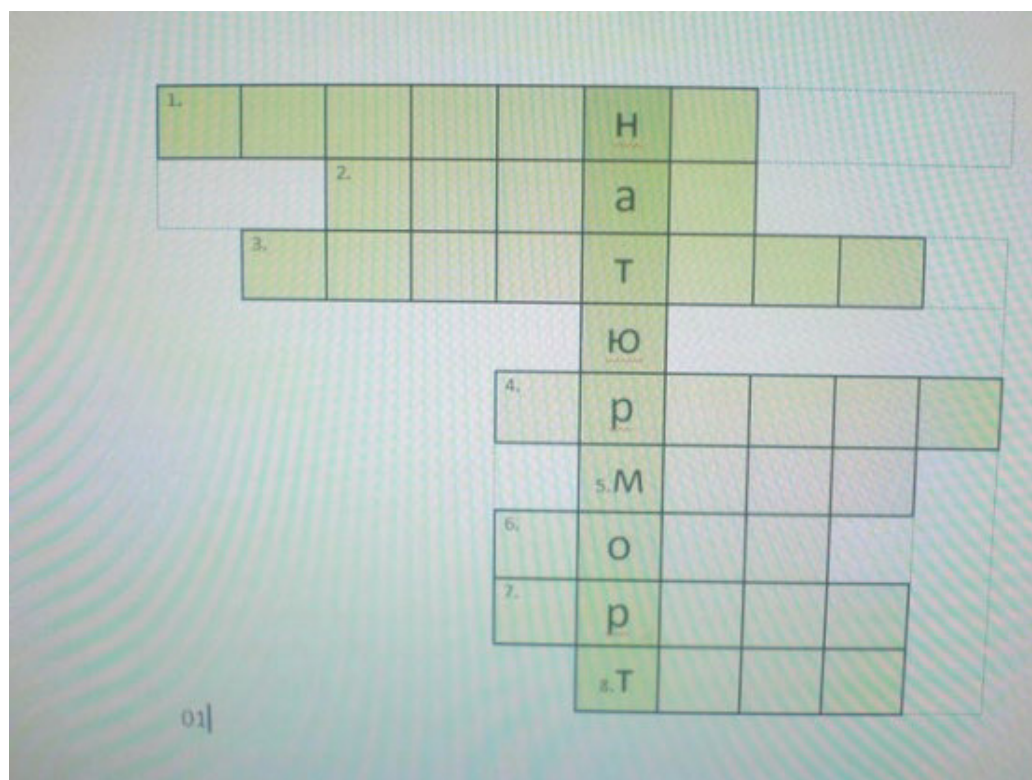 1. н
2. а
3. т
ю
4. р
5. м
6. о
7. р
8. т
01